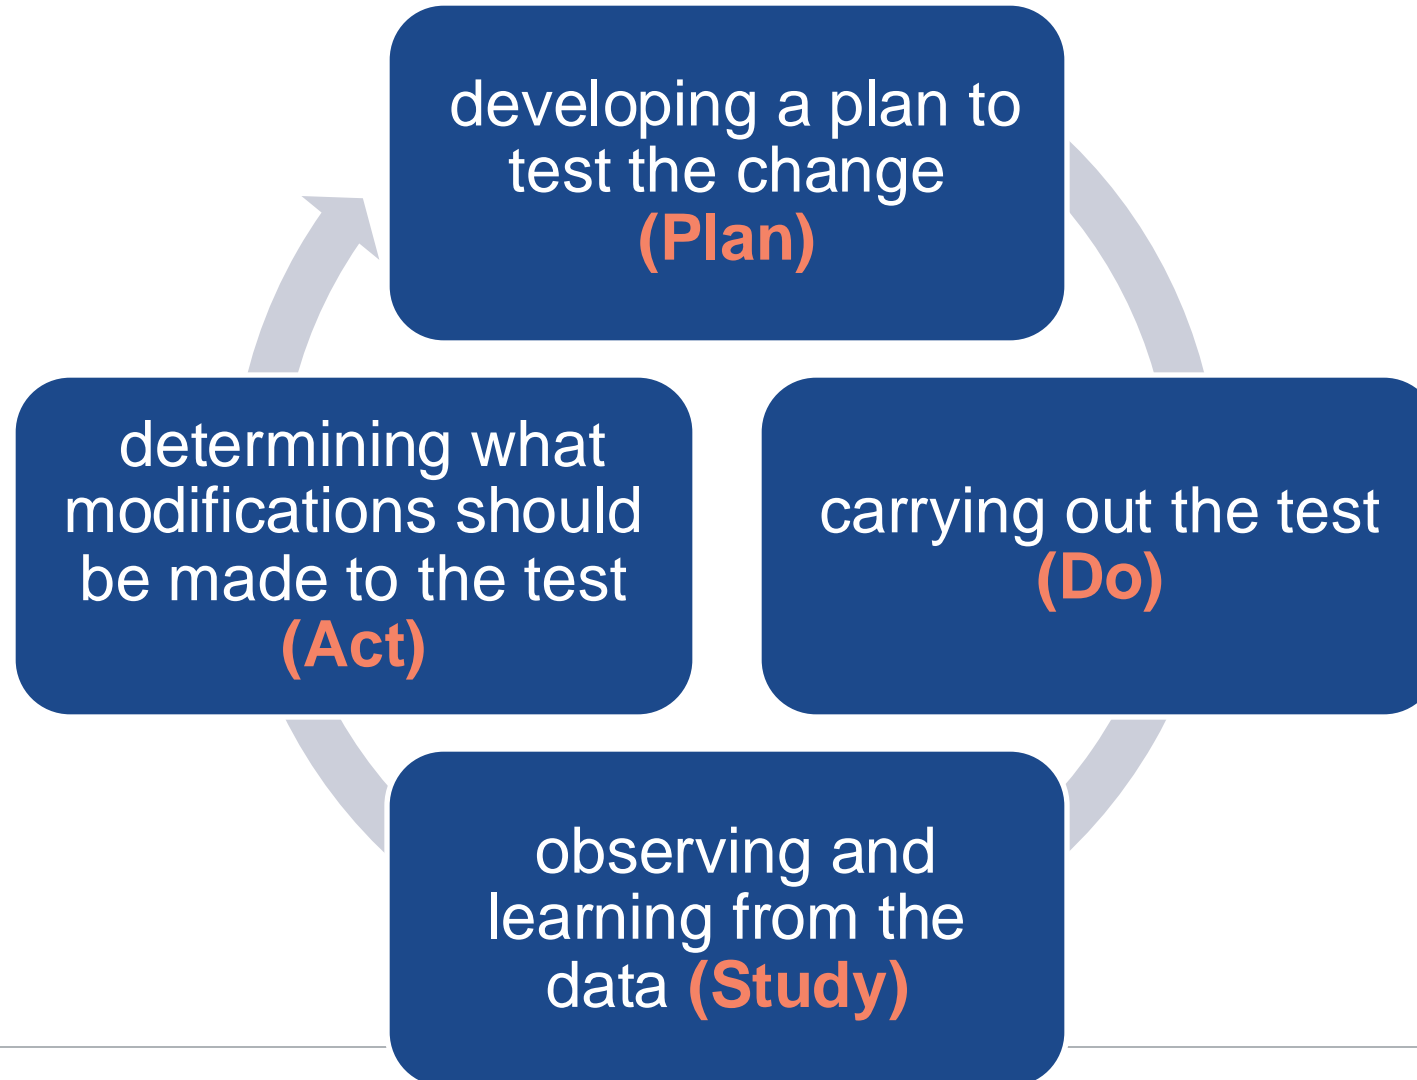 developing a plan to
test the change
(Plan)
carrying out the test
(Do)
observing and
learning from the
data (Study)
determining what
modifications should
be made to the test
(Act)